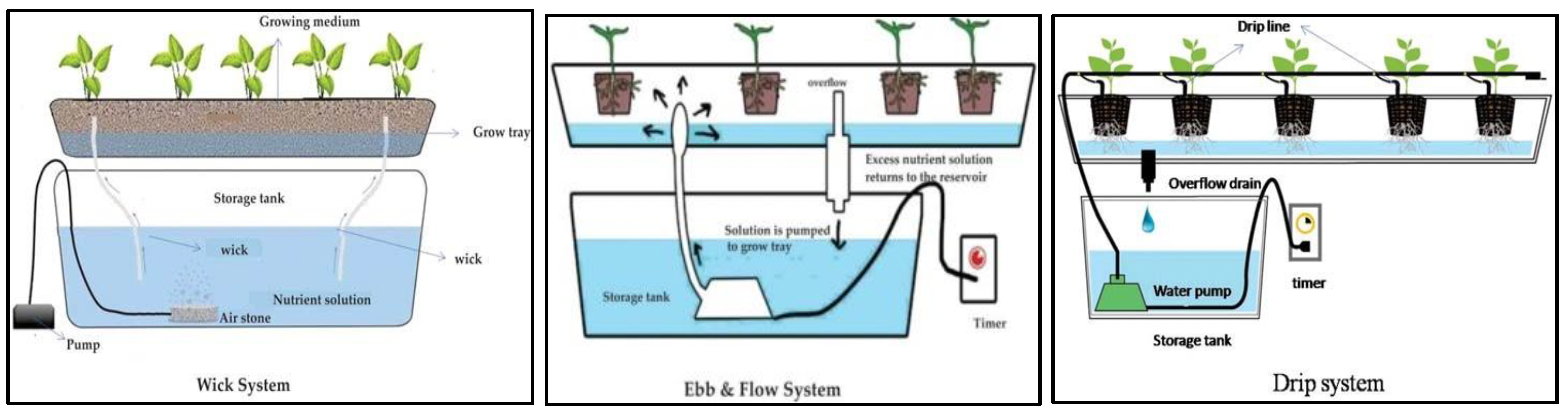 Growing medium
Grow tray
Storage tank
wick
wick
Nutrient solution
Air stone
Pump
Wick System
overflow
Excess nutrient solution
returns to the reservoir
Solution is pumped
to grow tray
Storage tank
Timer
Ebb & Flow System
Drip line
Overflow drain
Water pump
timer
Storage tank
Drip system